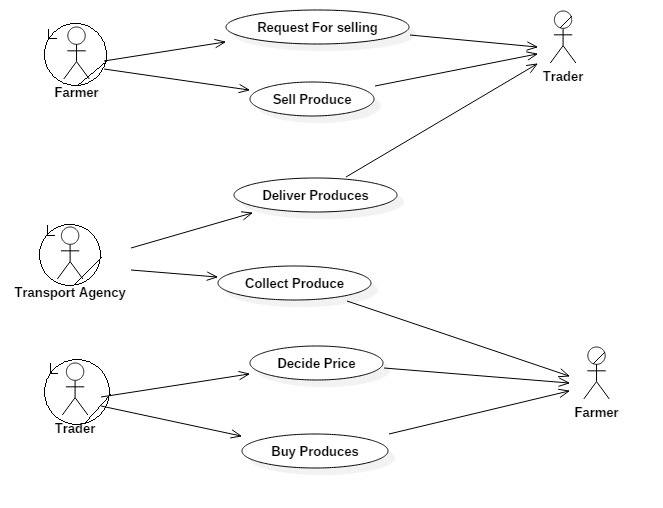 Request For selling
Farmer
Trader
Sell Produce
Deliver Produces
Transport Agency
Collect Produce
Decide Price
Farmer
Trader
Buy Produces